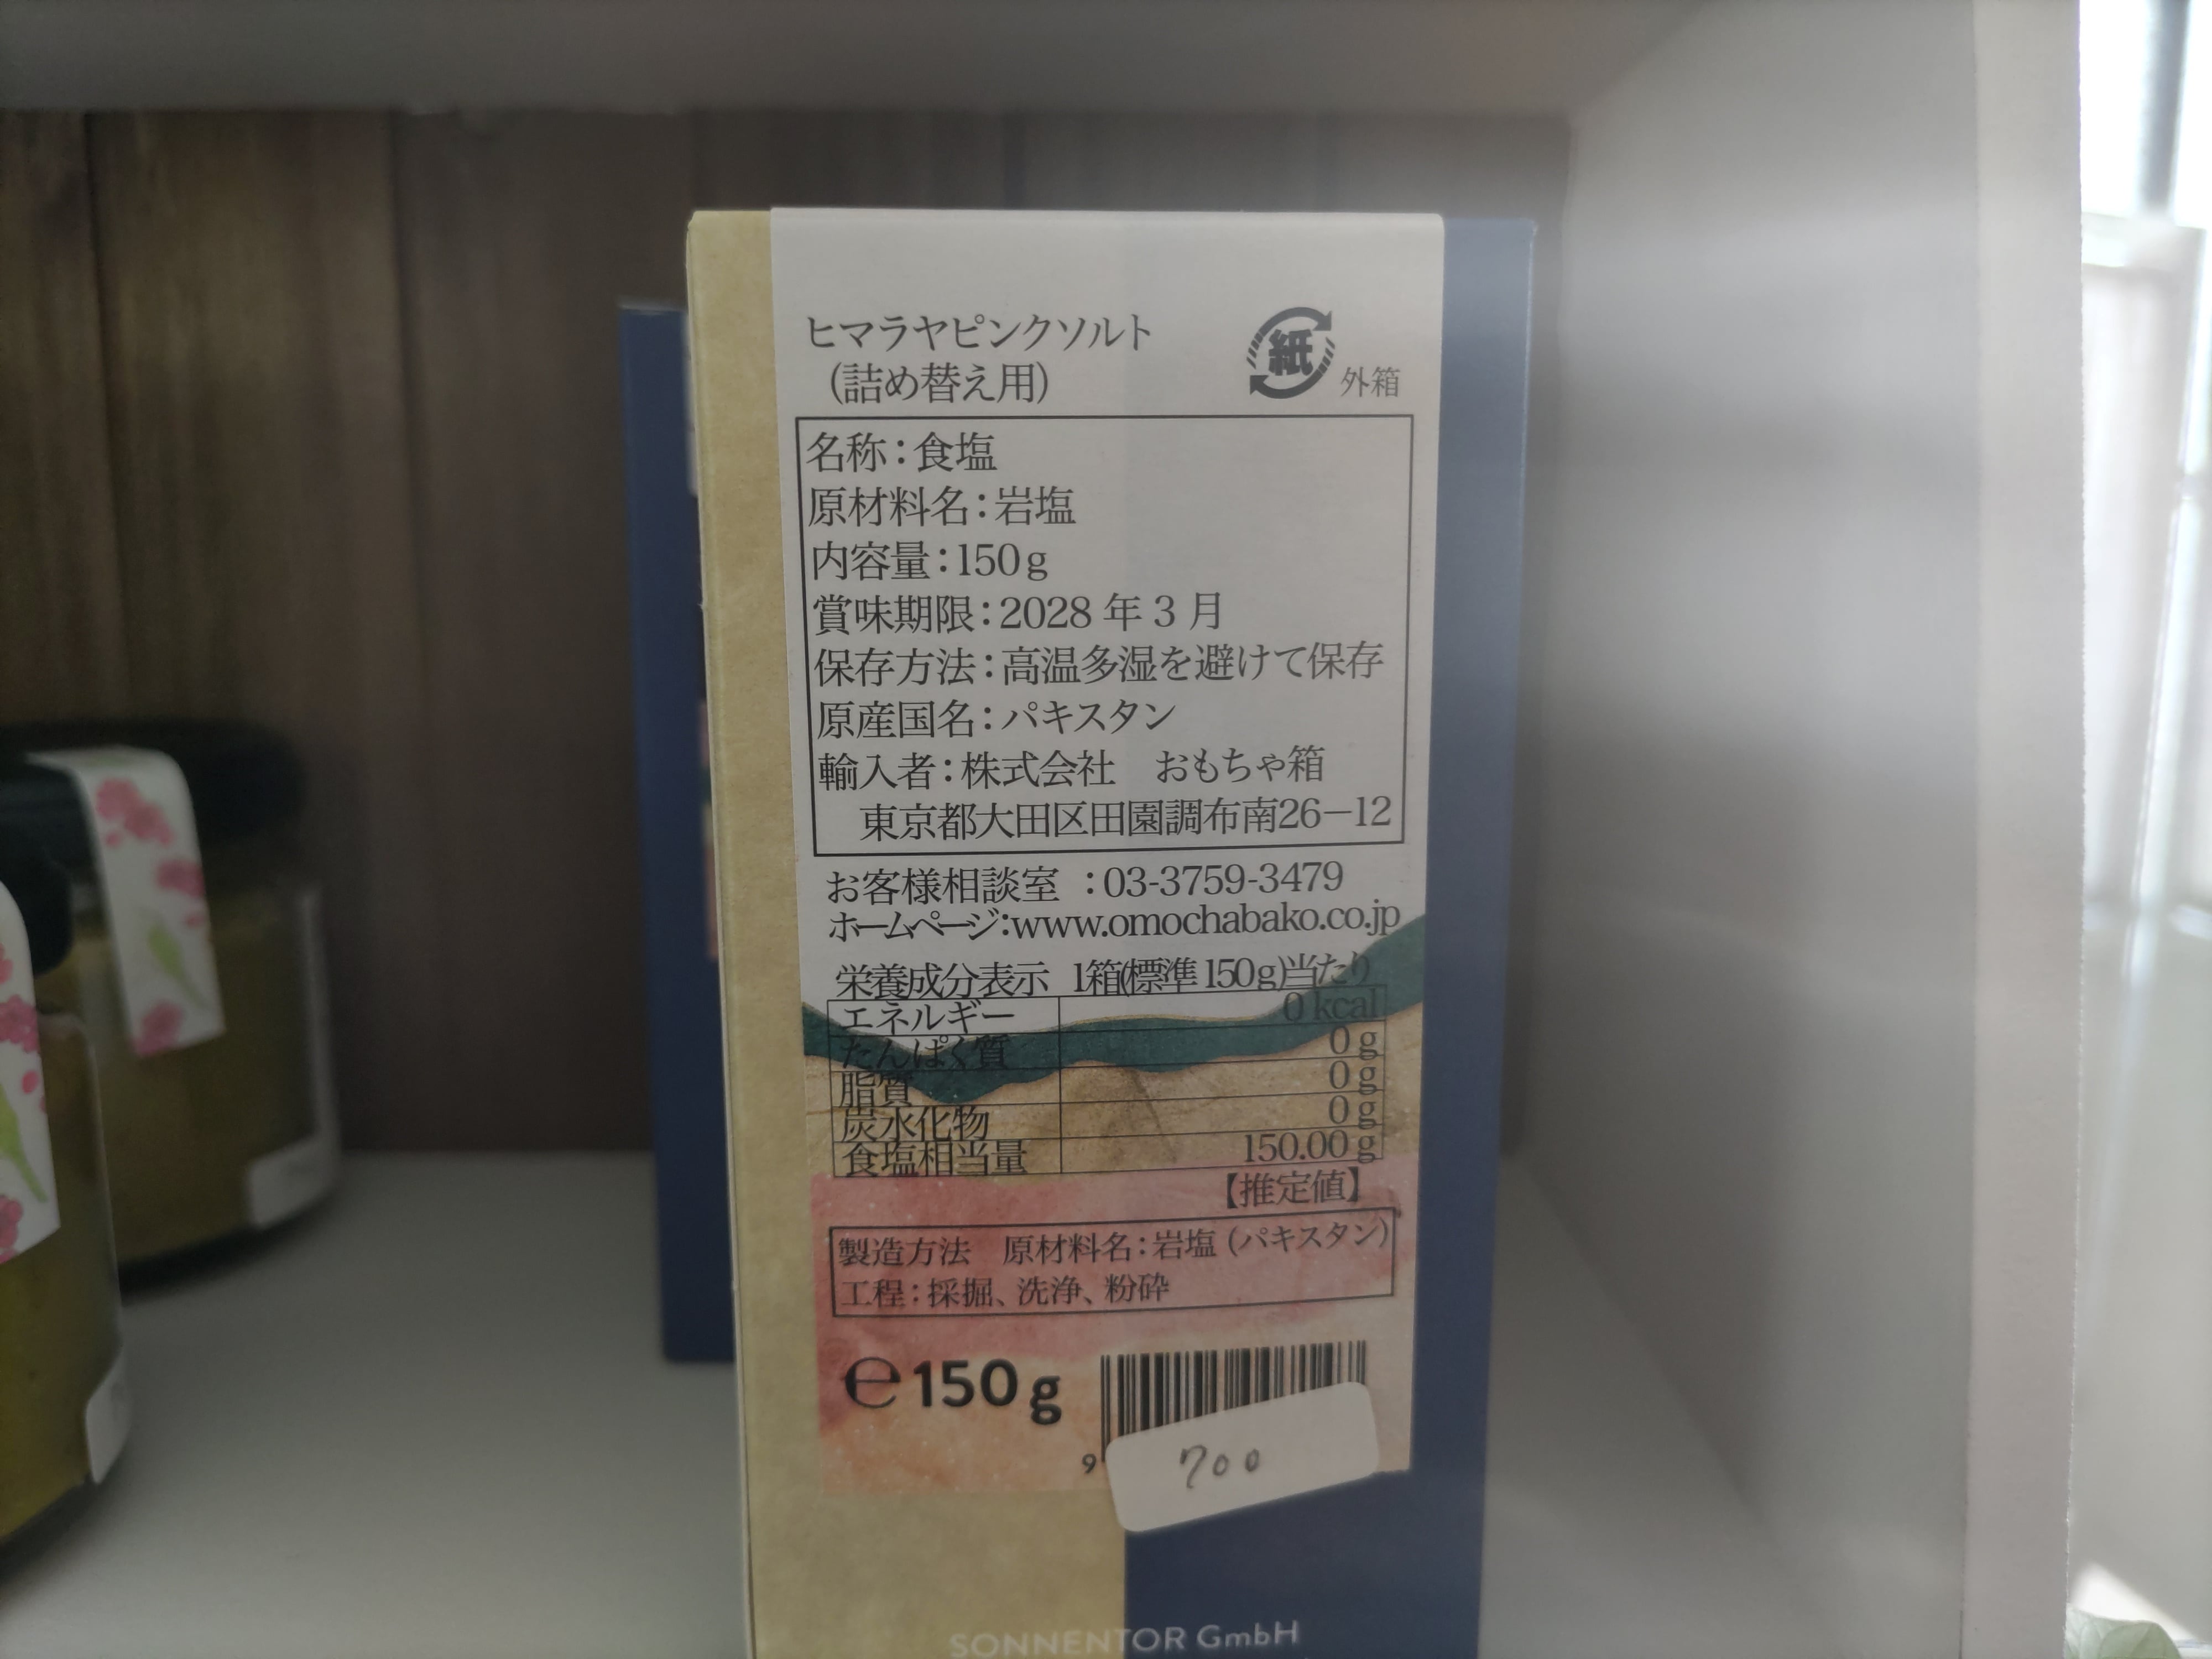 ヒマラヤピンクソルト
(詰め替え用)
紙 外箱
名称：食塩
原材料名：岩塩
内容量：150g
賞味期限：2028 年 3 月
保存方法：高温多湿を避けて保存
原産国名：パキスタン
輸入者：株式会社　おもちゃ箱
東京都大田区田園調布南26－12
お客様相談室 ：03-3759-3479
ホームページ：www.omochabako.co.jp
栄養成分表示 1箱(標準150g)当たり
エネルギー 0 kcal
たんぱく質 0 g
脂質 0 g
炭水化物 0 g
食塩相当量 150.00 g
【推定値】
製造方法　原材料名：岩塩（パキスタン）
工程：採掘、洗浄、粉砕
℮150g
9
700
SONNENTOR GmbH